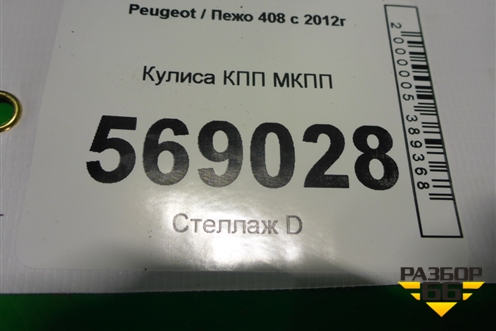 Peugeot / Пежо 408 с 2012г
Кулиса КПП МКПП
569028
Стеллаж D
2000005389368
РАЗБОР
66